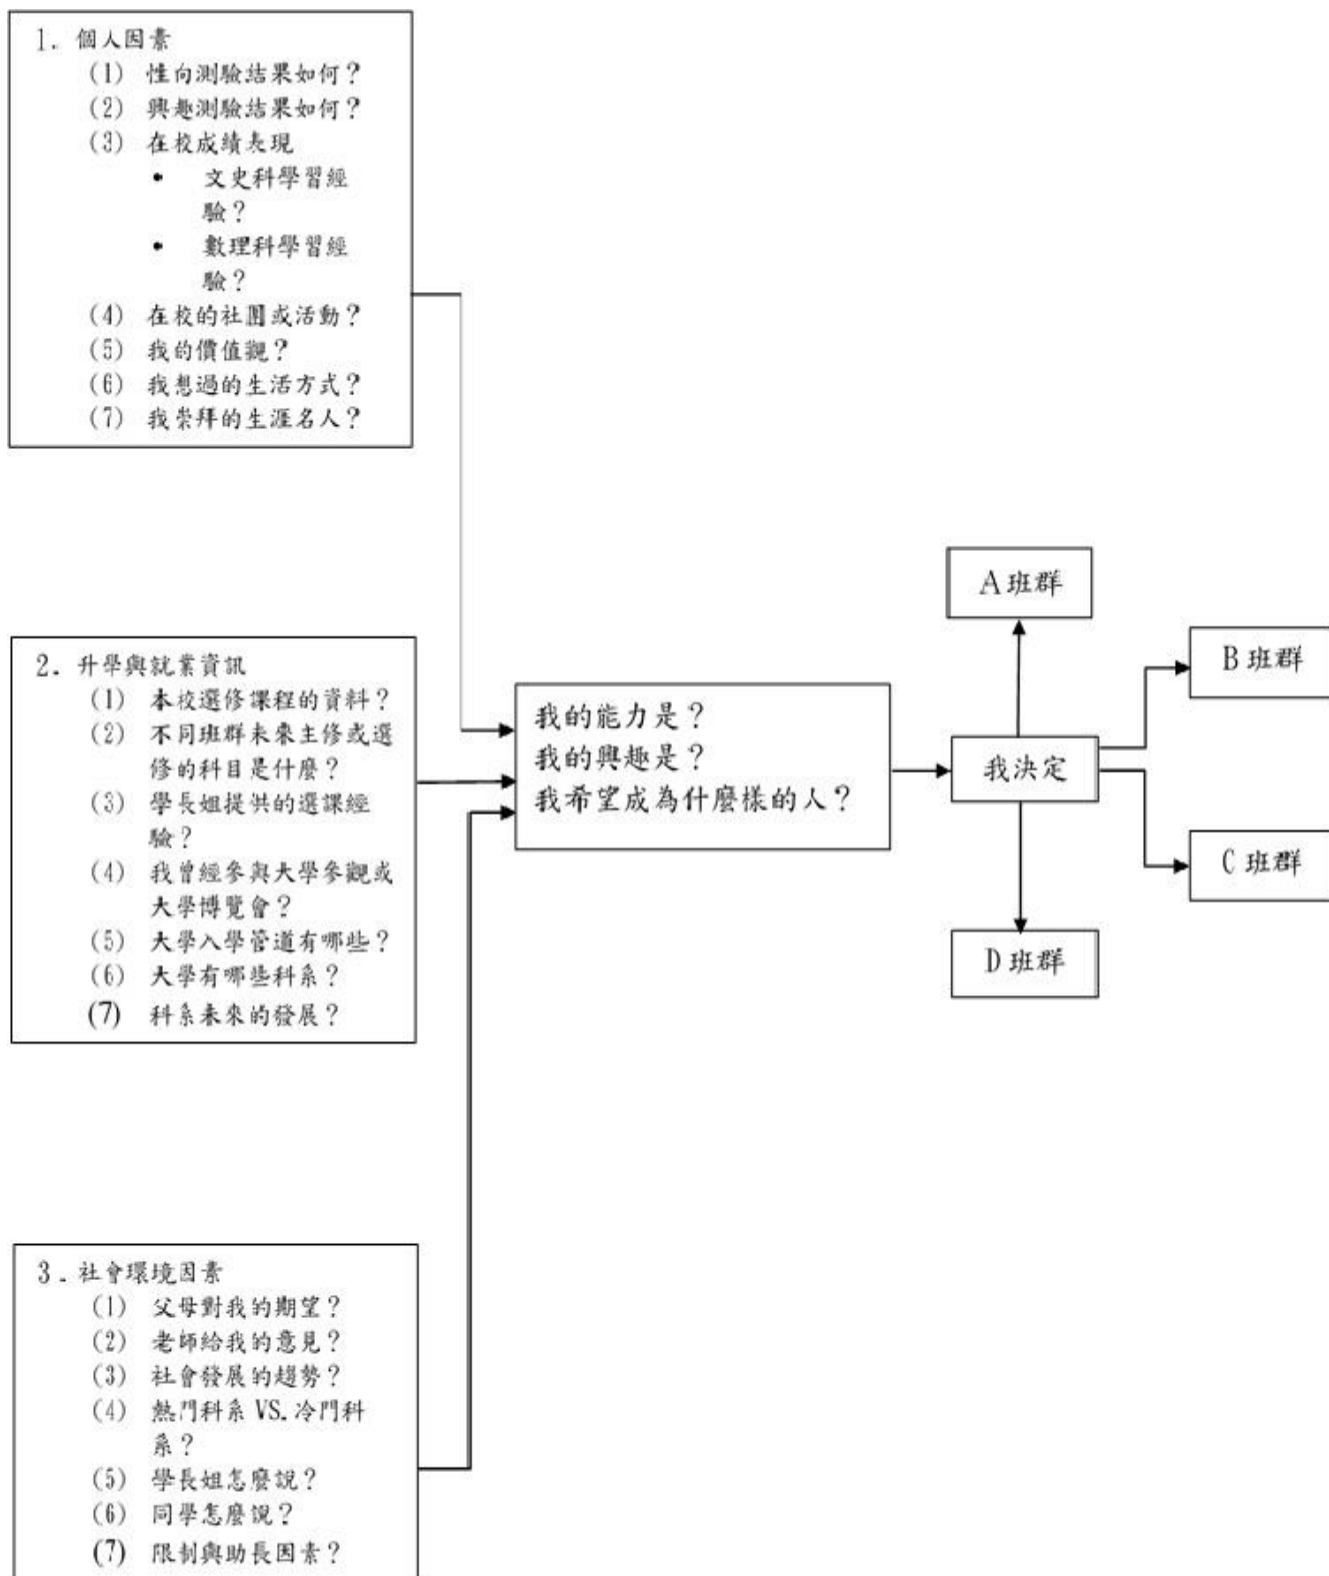 1. 個人因素
(1) 性向測驗結果如何？
(2) 興趣測驗結果如何？
(3) 在校成績表現
• 文史科學習經
驗？
• 數理科學習經
驗？
(4) 在校的社團或活動？
(5) 我的價值觀？
(6) 我想過的生活方式？
(7) 我崇拜的生涯名人？
2. 升學與就業資訊
(1) 本校選修課程的資料？
(2) 不同班群未來主修或選
修的科目是什麼？
(3) 學長姐提供的選課經
驗？
(4) 我曾經參與大學參觀或
大學博覽會？
(5) 大學入學管道有哪些？
(6) 大學有哪些科系？
(7) 科系未來的發展？
3. 社會環境因素
(1) 父母對我的期望？
(2) 老師給我的意見？
(3) 社會發展的趨勢？
(4) 熱門科系 VS. 冷門科
系？
(5) 學長姐怎麼說？
(6) 同學怎麼說？
(7) 限制與助長因素？
我的能力是？
我的興趣是？
我希望成為什麼樣的人？
我決定
A 班群
B 班群
C 班群
D 班群